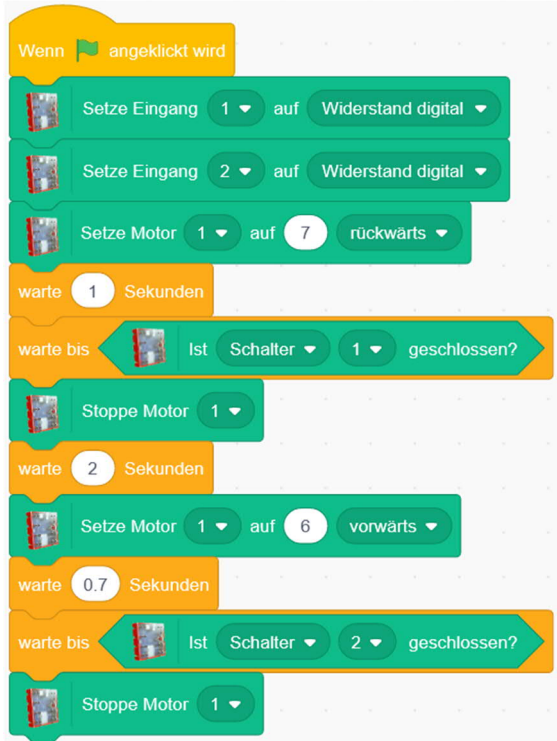 Wenn angeklickt wird
Setze Eingang 1 auf Widerstand digital
Setze Eingang 2 auf Widerstand digital
Setze Motor 1 auf 7 rückwärts
warte 1 Sekunden
warte bis Ist Schalter 1 geschlossen?
Stoppe Motor 1
warte 2 Sekunden
Setze Motor 1 auf 6 vorwärts
warte 0.7 Sekunden
warte bis Ist Schalter 2 geschlossen?
Stoppe Motor 1